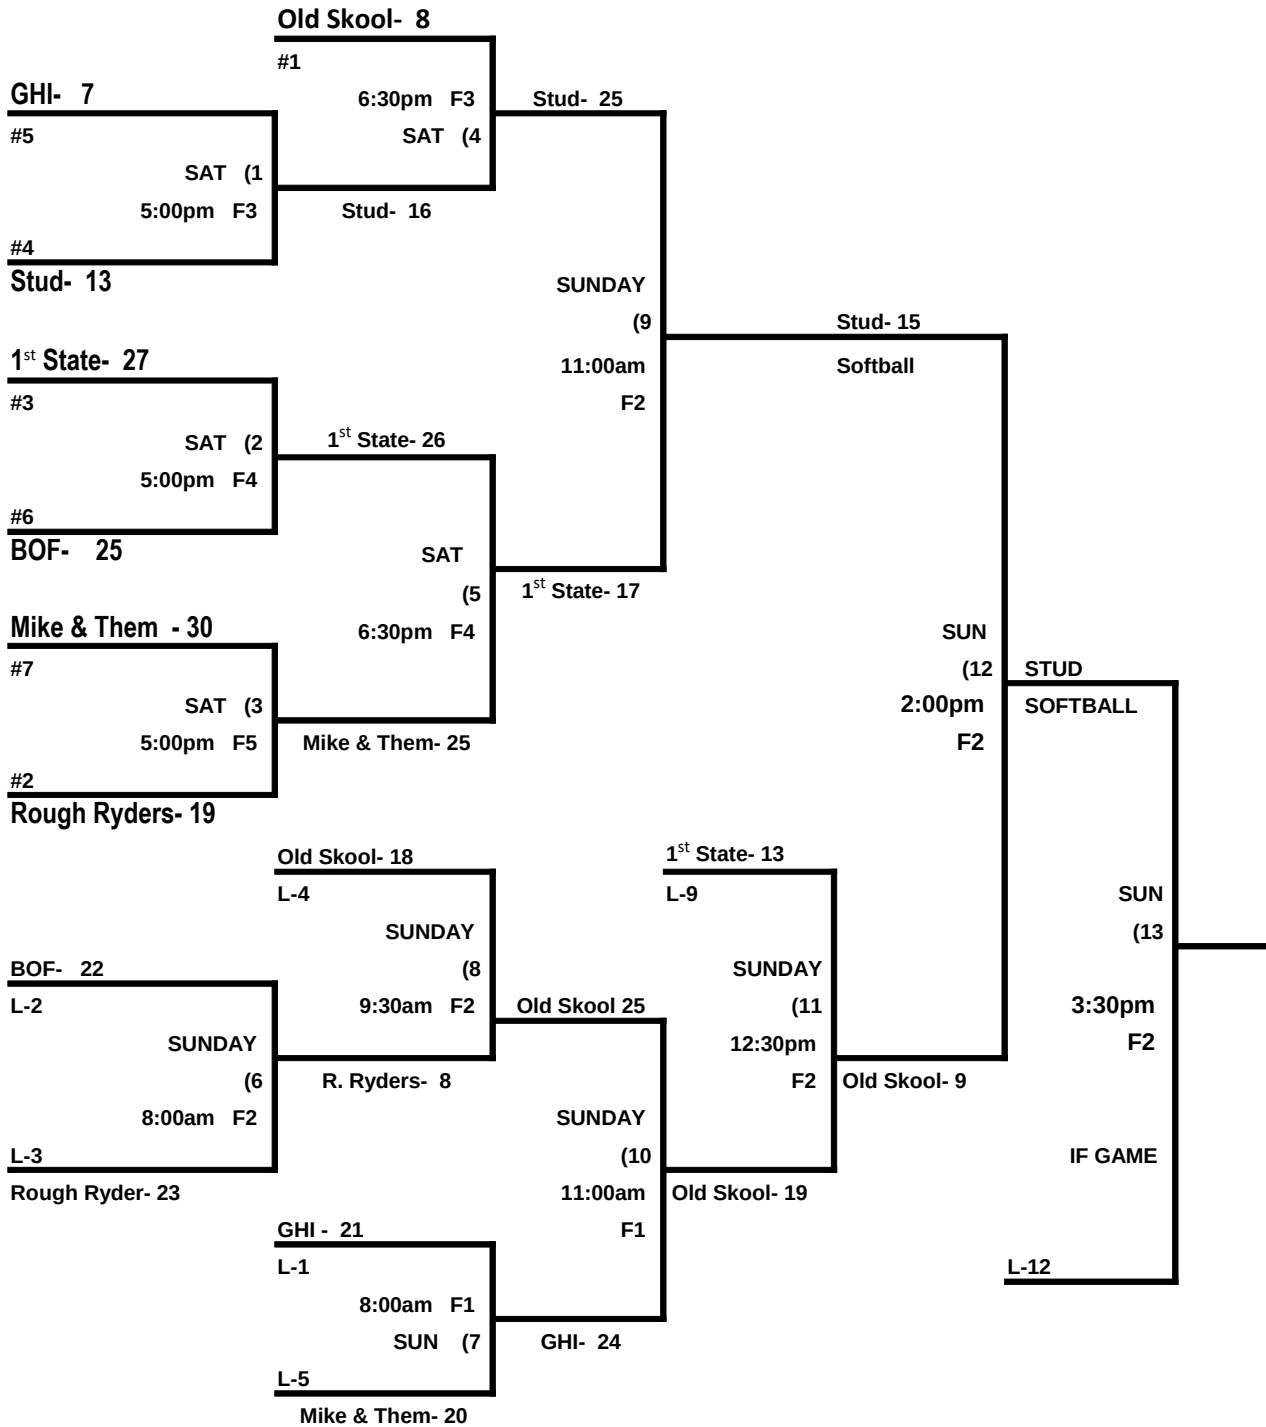 Old Skool-  8
#1
GHI-   7
6:30pm   F3
Stud-  25
#5
SAT   (4
SAT   (1
5:00pm   F3
Stud-  16
#4
Stud-  13
SUNDAY
(9
Stud- 15
1st State-  27
11:00am
Softball
#3
F2
SAT   (2
1st State- 26
5:00pm   F4
#6
BOF-    25
SAT
(5
1st State- 17
Mike & Them  - 30
6:30pm   F4
SUN
#7
(12
STUD
SAT   (3
2:00pm
SOFTBALL
5:00pm   F5
Mike & Them- 25
F2
#2
Rough Ryders- 19
Old Skool- 18
1st State- 13
L-4
L-9
SUN
SUNDAY
(13
BOF-   22
(8
SUNDAY
L-2
9:30am   F2
Old Skool 25
(11
3:30pm
SUNDAY
12:30pm
F2
(6
R. Ryders-  8
F2
Old Skool- 9
8:00am   F2
SUNDAY
L-3
(10
IF GAME
Rough Ryder- 23
11:00am
Old Skool- 19
GHI -  21
F1
L-1
L-12
8:00am   F1
SUN    (7
GHI-  24
L-5
Mike & Them- 20